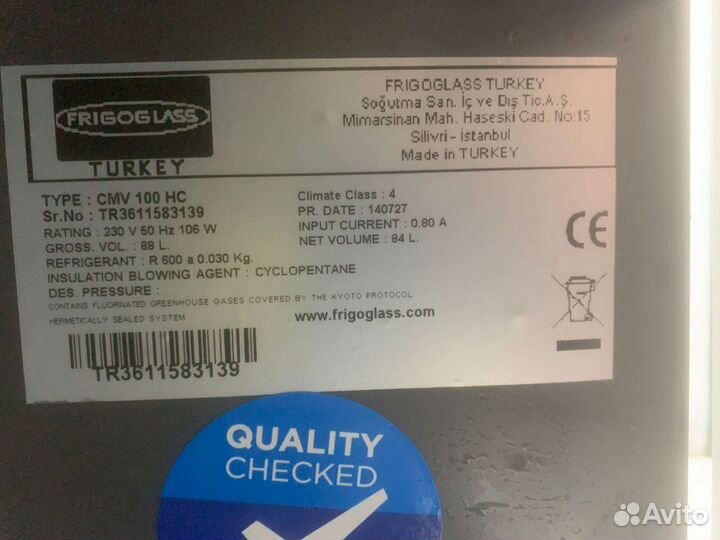 FRIGOGLASS
TURKEY
FRIGOGLASS TURKEY
Soğutma San. İç ve Dış Tic.A.Ş.
Mimarsinan Mah. Haseski Cad. No:15
Silivri - İstanbul
Made in TURKEY
TYPE : CMV 100 HC
Sr.No : TR3611583139
RATING : 230 V 50 Hz 106 W
GROSS. VOL. : 88 L.
REFRIGERANT : R 600 a 0.030 Kg.
INSULATION BLOWING AGENT : CYCLOPENTANE
DES. PRESSURE :
CONTAINS FLUORINATED GREENHOUSE GASES COVERED BY THE KYOTO PROTOCOL
HERMETICALLY SEALED SYSTEM
Climate Class : 4
PR. DATE : 140727
INPUT CURRENT : 0.80 A
NET VOLUME : 84 L.
www.frigoglass.com
CE
TR3611583139
QUALITY
CHECKED
Avito